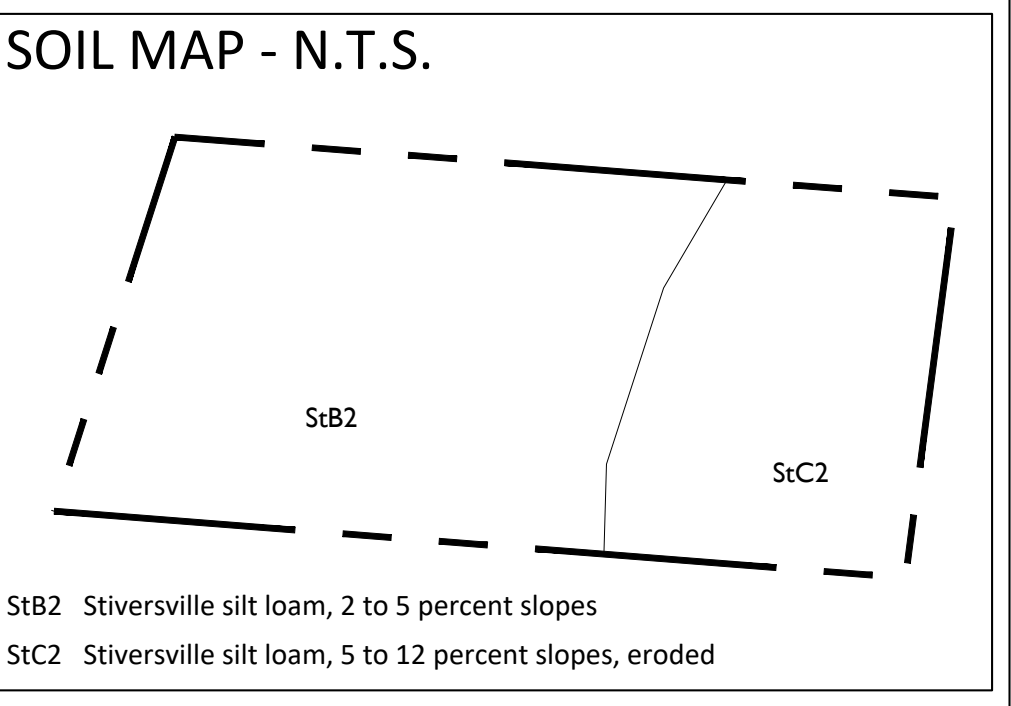 SOIL MAP - N.T.S.
StB2
StC2
StB2 Stiversville silt loam, 2 to 5 percent slopes
StC2 Stiversville silt loam, 5 to 12 percent slopes, eroded